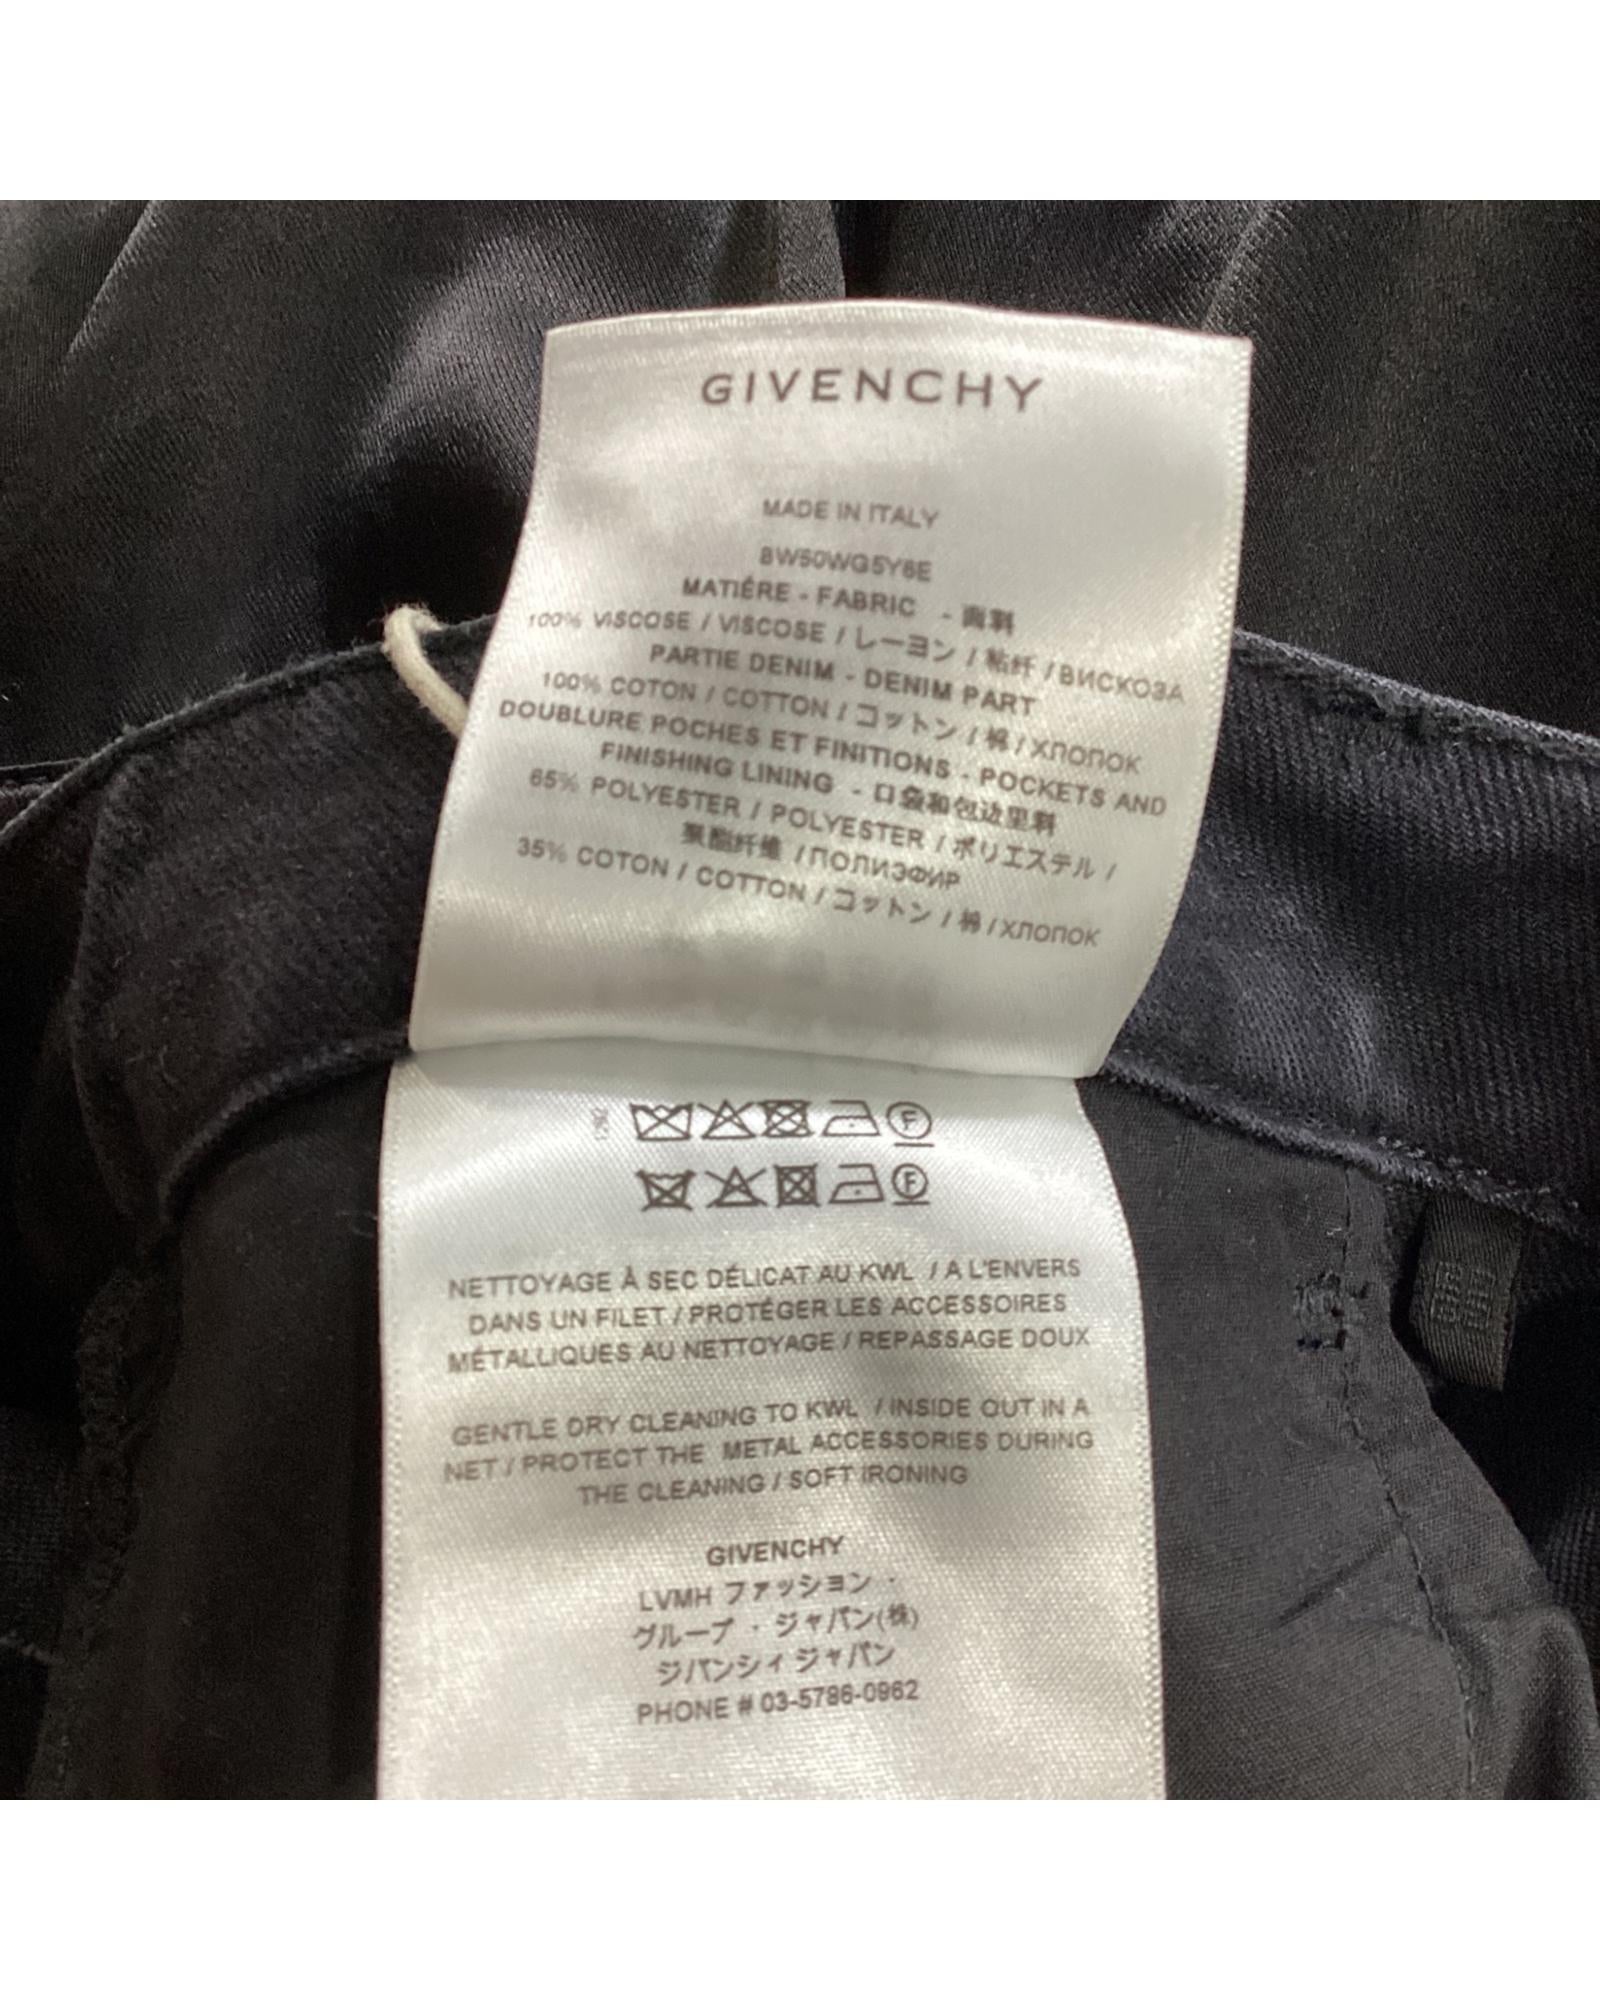 GIVENCHY
MADE IN ITALY
BW50WG5Y8E
MATIÉRE - FABRIC - 面料
100% VISCOSE / VISCOSE / レーヨン / 粘纤 / ВИСКОЗА
PARTIE DENIM - DENIM PART
100% COTON / COTTON / コットン / 棉 / ХЛОПОК
DOUBLURE POCHES ET FINITIONS - POCKETS AND
FINISHING LINING - 口袋和包边里料
65% POLYESTER / POLYESTER / ポリエステル /
聚酯纤维 / ПОЛИЭФИР
35% COTON / COTTON / コットン / 棉 / ХЛОПОК
F
F
NETTOYAGE À SEC DÉLICAT AU KWL / A L'ENVERS
DANS UN FILET / PROTÉGER LES ACCESSOIRES
MÉTALLIQUES AU NETTOYAGE / REPASSAGE DOUX
GENTLE DRY CLEANING TO KWL / INSIDE OUT IN A
NET / PROTECT THE METAL ACCESSORIES DURING
THE CLEANING / SOFT IRONING
GIVENCHY
LVMH ファッション ·
グループ · ジャパン(株)
ジバンシィ ジャパン
PHONE # 03-5786-0962